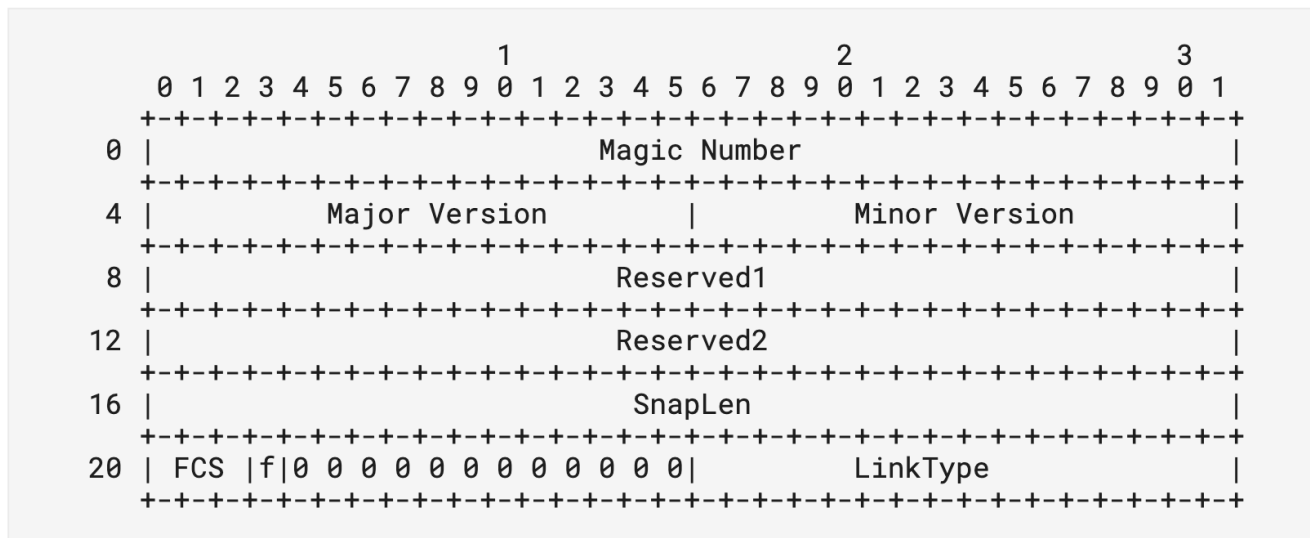 1                   2                   3
    0 1 2 3 4 5 6 7 8 9 0 1 2 3 4 5 6 7 8 9 0 1 2 3 4 5 6 7 8 9 0 1
   +-+-+-+-+-+-+-+-+-+-+-+-+-+-+-+-+-+-+-+-+-+-+-+-+-+-+-+-+-+-+-+-+
 0 |                          Magic Number                         |
   +-+-+-+-+-+-+-+-+-+-+-+-+-+-+-+-+-+-+-+-+-+-+-+-+-+-+-+-+-+-+-+-+
 4 |          Major Version        |         Minor Version         |
   +-+-+-+-+-+-+-+-+-+-+-+-+-+-+-+-+-+-+-+-+-+-+-+-+-+-+-+-+-+-+-+-+
 8 |                           Reserved1                           |
   +-+-+-+-+-+-+-+-+-+-+-+-+-+-+-+-+-+-+-+-+-+-+-+-+-+-+-+-+-+-+-+-+
12 |                           Reserved2                           |
   +-+-+-+-+-+-+-+-+-+-+-+-+-+-+-+-+-+-+-+-+-+-+-+-+-+-+-+-+-+-+-+-+
16 |                            SnapLen                            |
   +-+-+-+-+-+-+-+-+-+-+-+-+-+-+-+-+-+-+-+-+-+-+-+-+-+-+-+-+-+-+-+-+
20 | FCS |f|0 0 0 0 0 0 0 0 0 0 0 0|         LinkType              |
   +-+-+-+-+-+-+-+-+-+-+-+-+-+-+-+-+-+-+-+-+-+-+-+-+-+-+-+-+-+-+-+-+